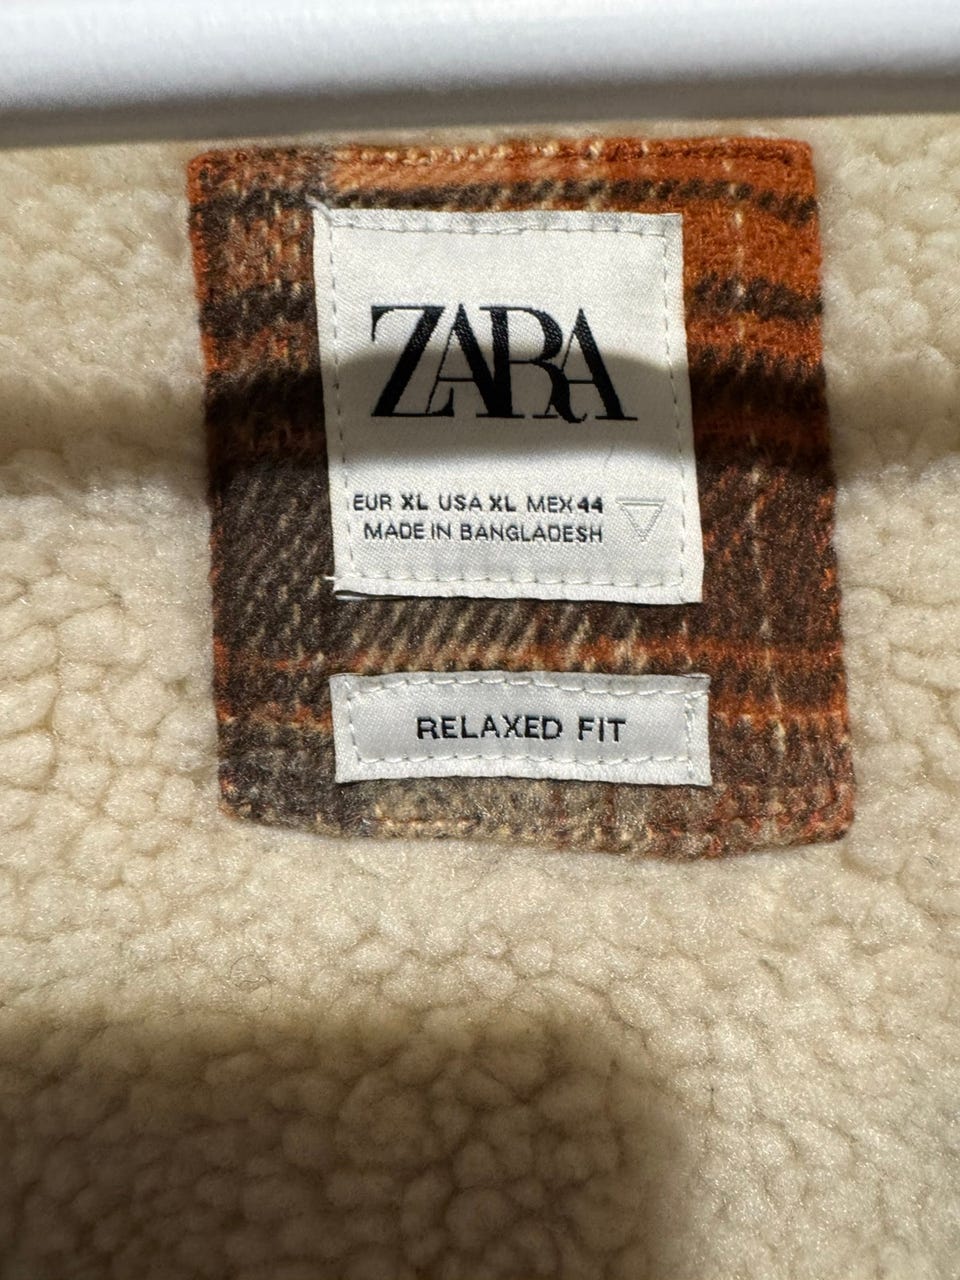 ZARA
EUR XL USA XL MEX 44
MADE IN BANGLADESH
RELAXED FIT